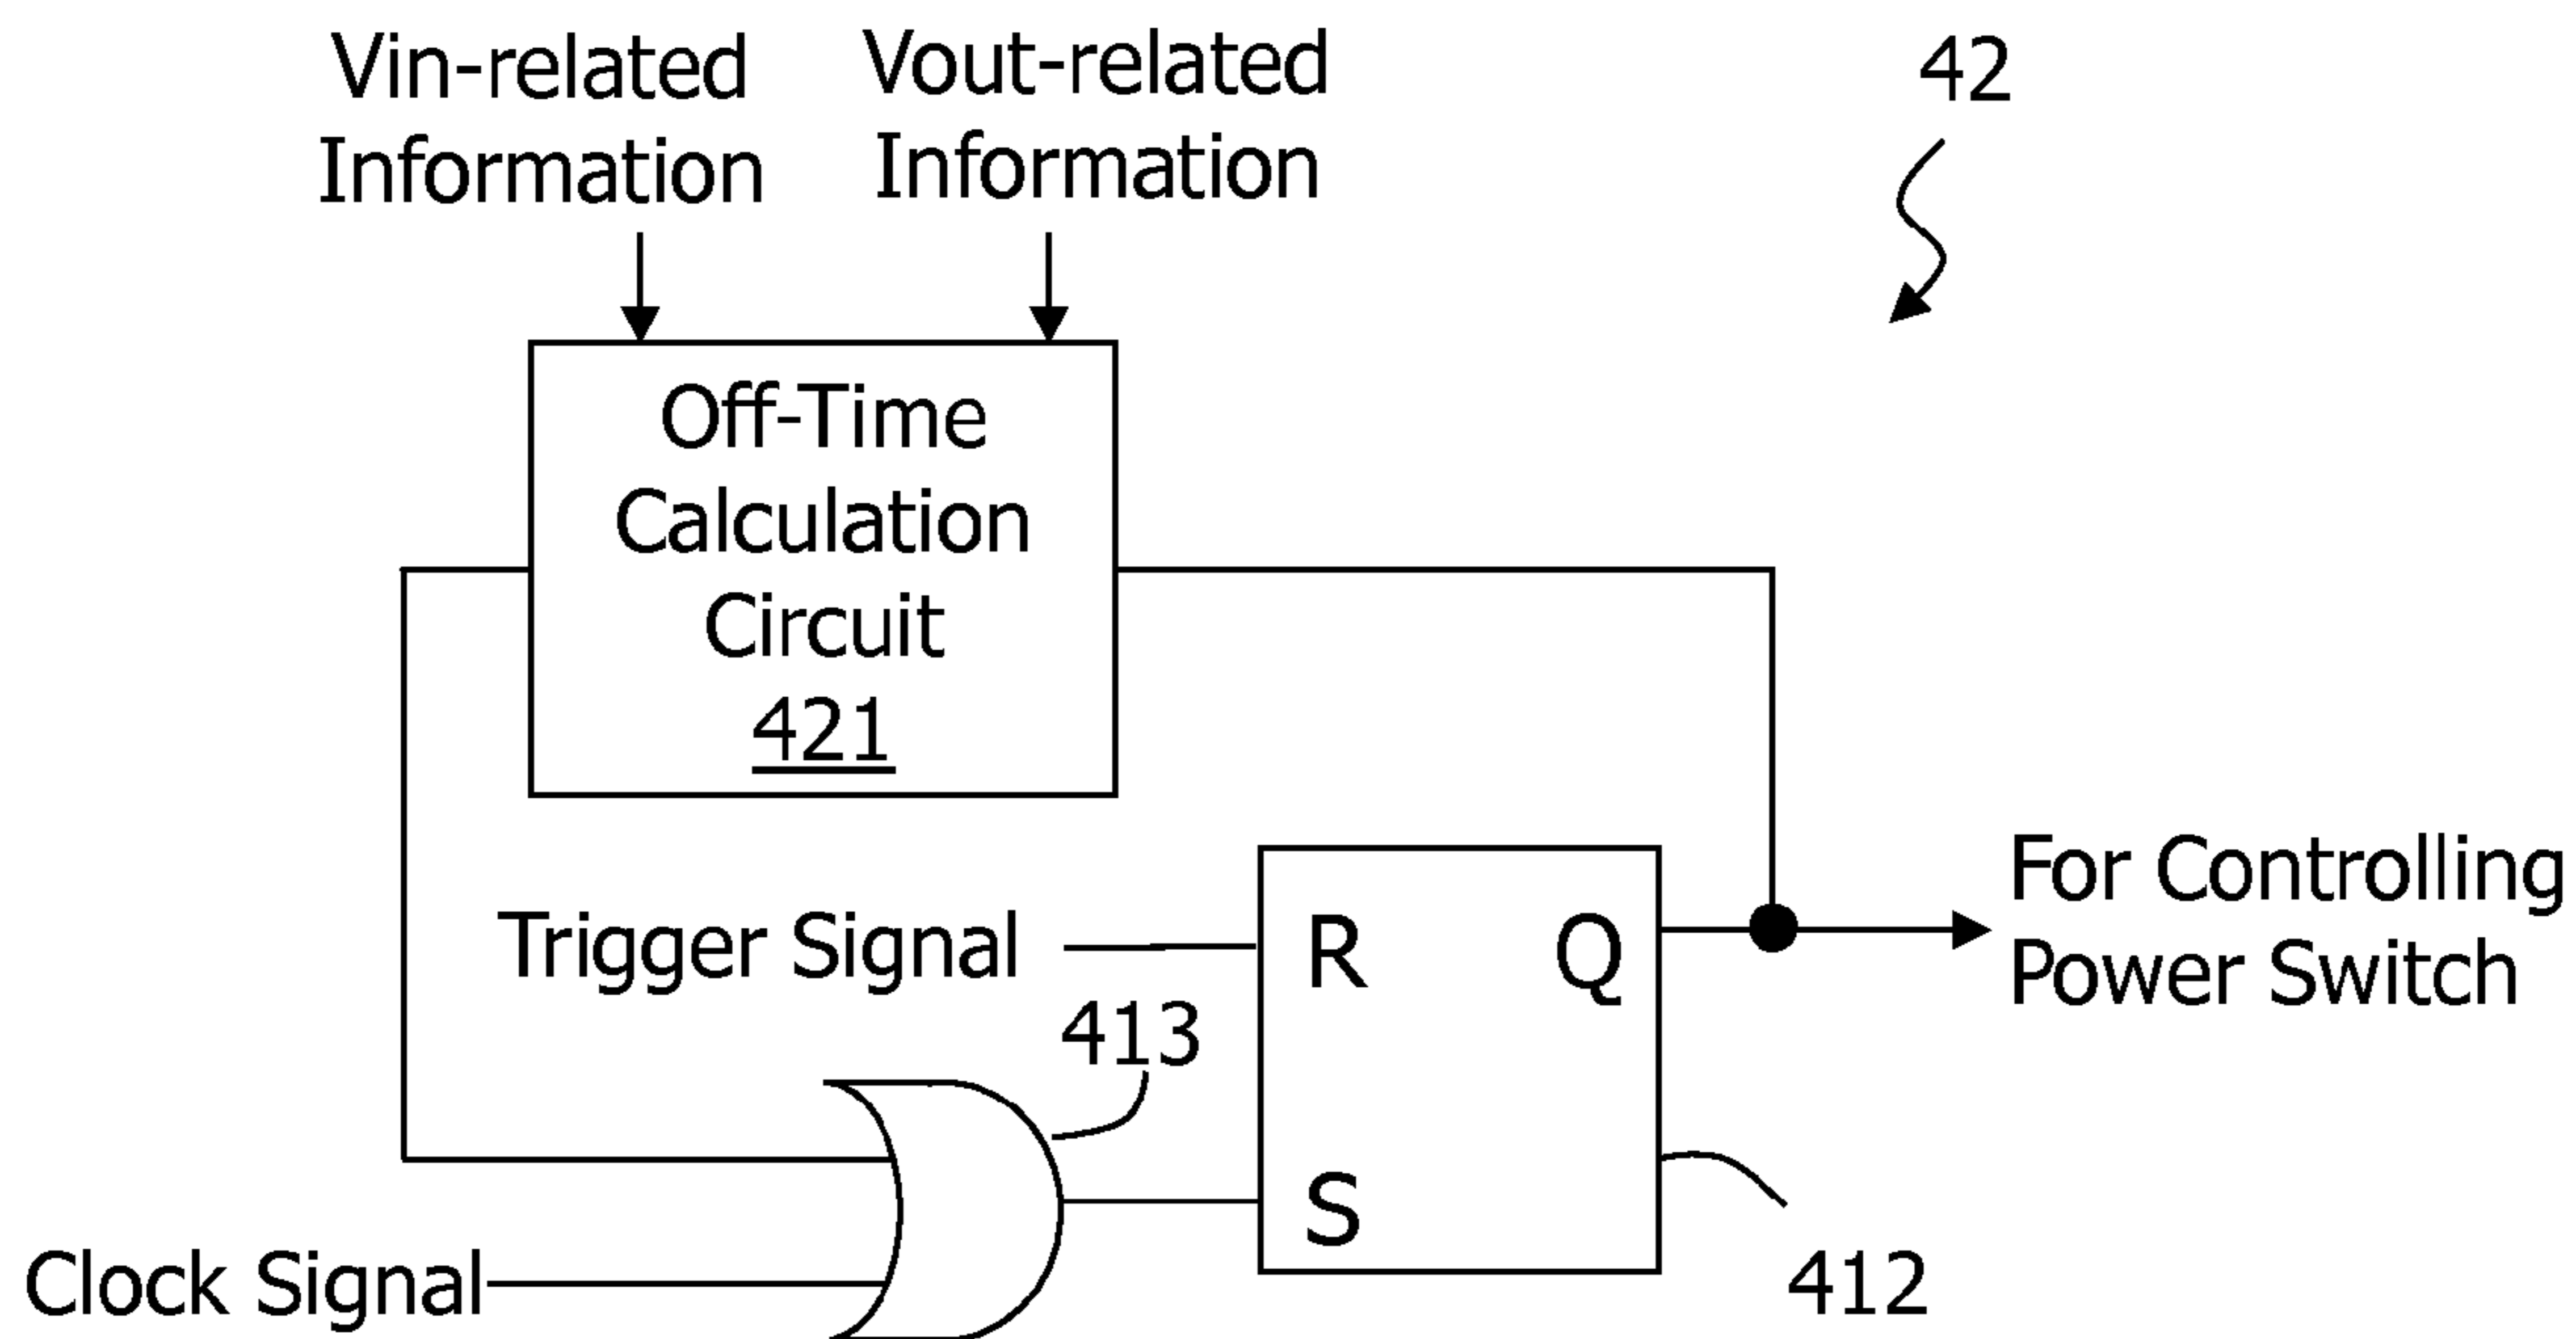 Vin-related
Information
Vout-related
Information
42
Off-Time
Calculation
Circuit
421
Trigger Signal
R
Q
For Controlling
Power Switch
413
S
Clock Signal
412